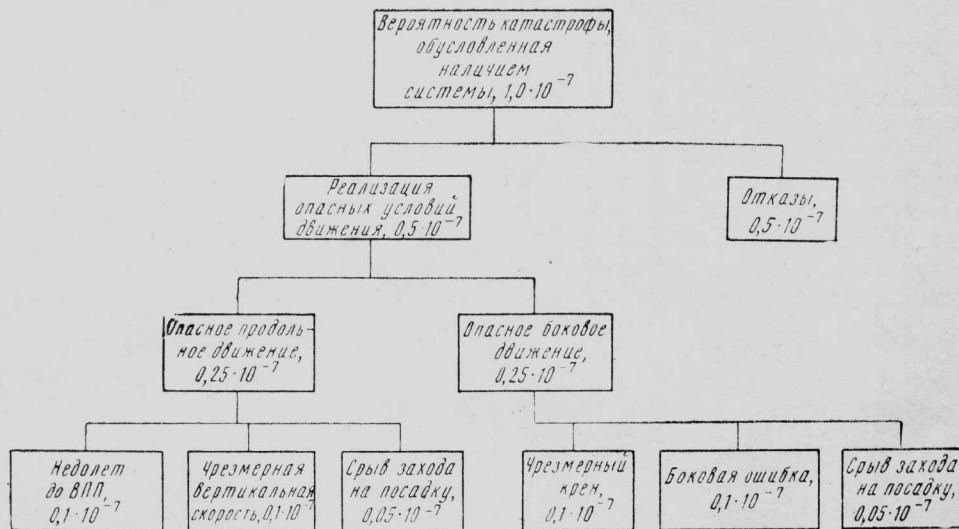 Вероятность катастрофы,
обусловленная
наличием
системы, 1,0·10⁻⁷
Реализация
опасных условий
движения, 0,5·10⁻⁷
Отказы,
0,5·10⁻⁷
Опасное продоль-
ное движение,
0,25·10⁻⁷
Опасное боковое
движение,
0,25·10⁻⁷
Недолет
до ВПП,
0,1·10⁻⁷
Чрезмерная
вертикальная
скорость, 0,1·10⁻⁷
Срыв захода
на посадку,
0,05·10⁻⁷
Чрезмерный
крен,
0,1·10⁻⁷
Боковая ошибка,
0,1·10⁻⁷
Срыв захода
на посадку,
0,05·10⁻⁷